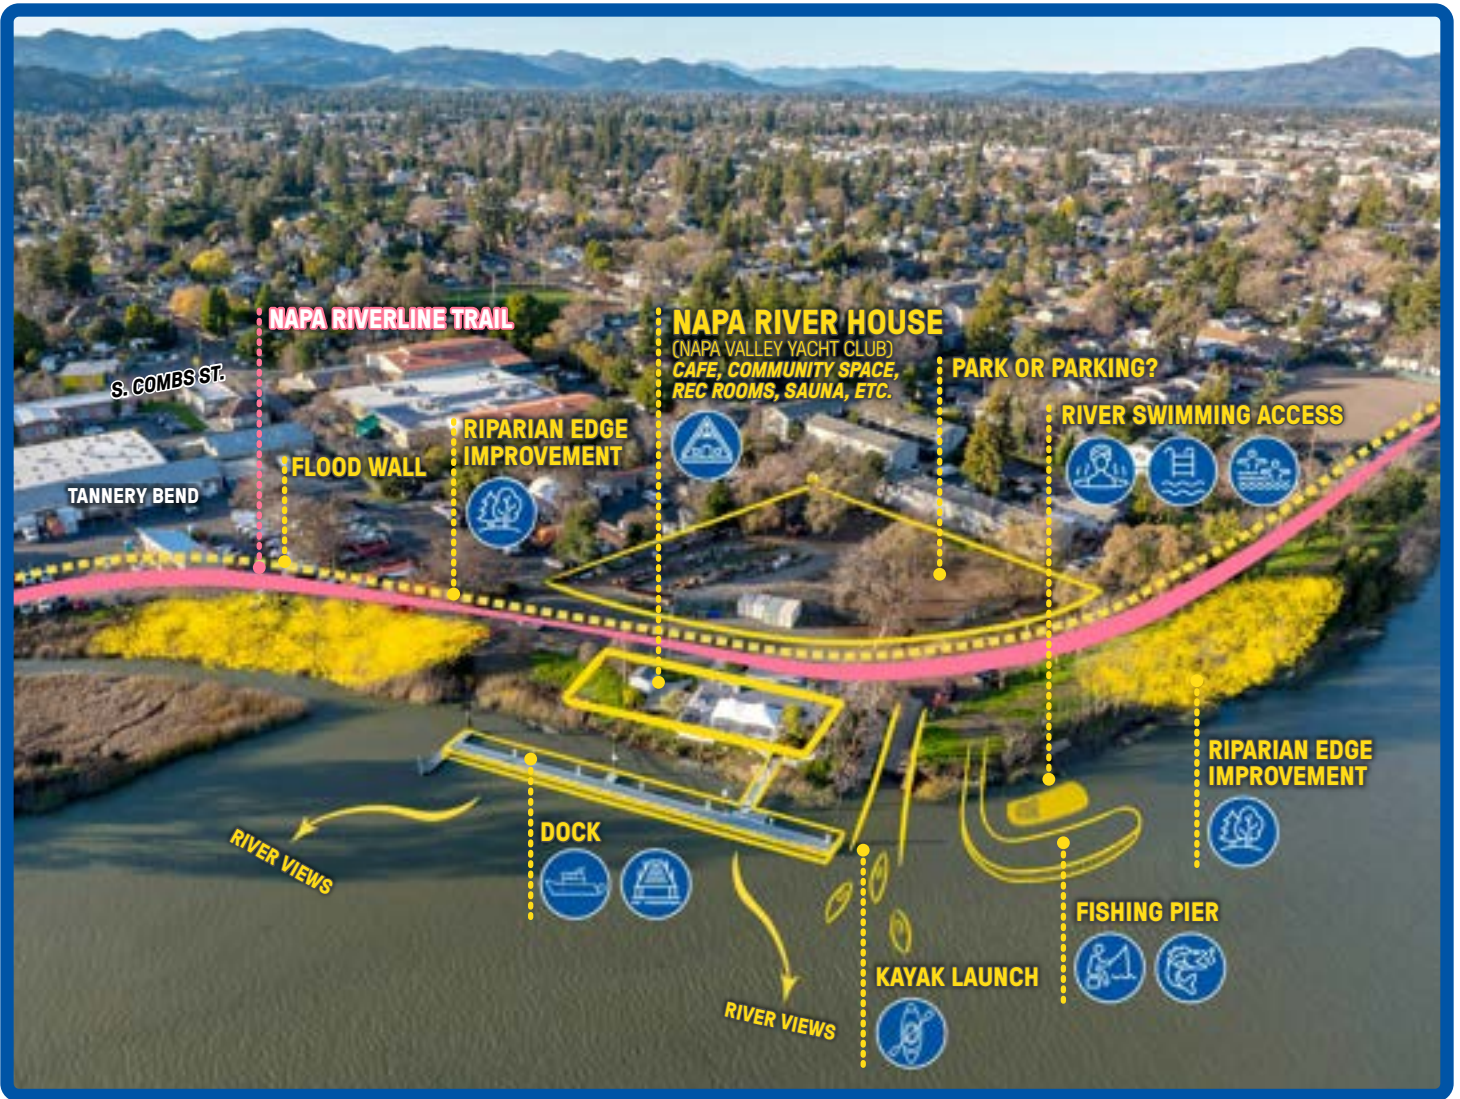 NAPA RIVERLINE TRAIL
NAPA RIVER HOUSE
(NAPA VALLEY YACHT CLUB)
CAFE, COMMUNITY SPACE,
REC ROOMS, SAUNA, ETC.
PARK OR PARKING?
S. COMBS ST.
RIVER SWIMMING ACCESS
RIPARIAN EDGE
IMPROVEMENT
FLOOD WALL
TANNERY BEND
RIPARIAN EDGE
IMPROVEMENT
DOCK
RIVER VIEWS
FISHING PIER
KAYAK LAUNCH
RIVER VIEWS